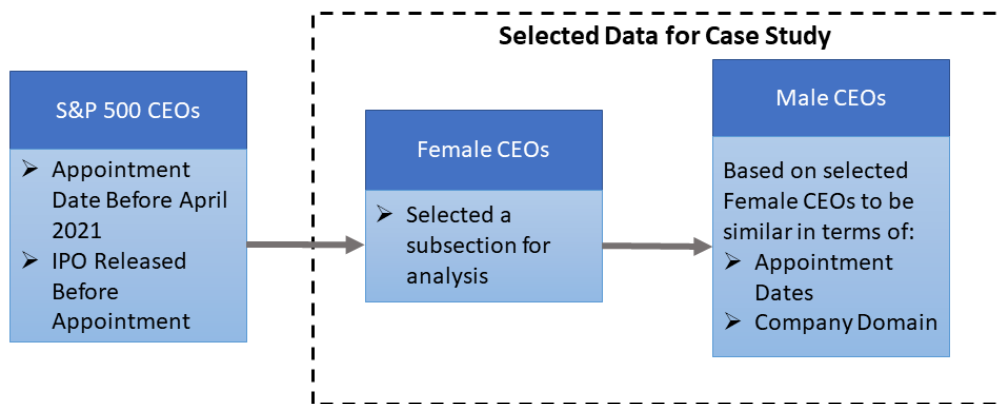 Selected Data for Case Study
S&P 500 CEOs
➤ Appointment
Date Before April
2021
➤ IPO Released
Before
Appointment
Female CEOs
➤ Selected a
subsection for
analysis
Male CEOs
Based on selected
Female CEOs to be
similar in terms of:
➤ Appointment
Dates
➤ Company Domain